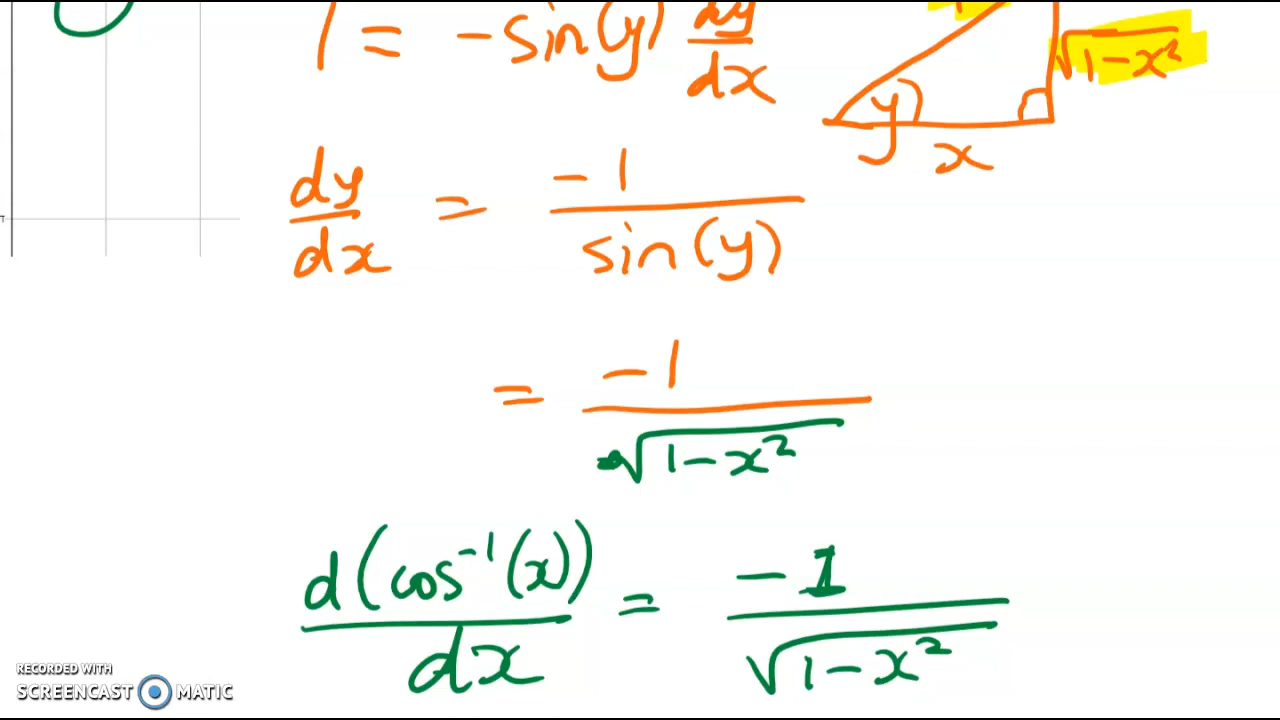 1 = -sin(y) dy/dx
√1-x²
y
x
dy/dx = -1/sin(y)
= -1/√1-x²
d(cos⁻¹(x))/dx = -1/√1-x²
RECORDED WITH
SCREENCAST MATIC